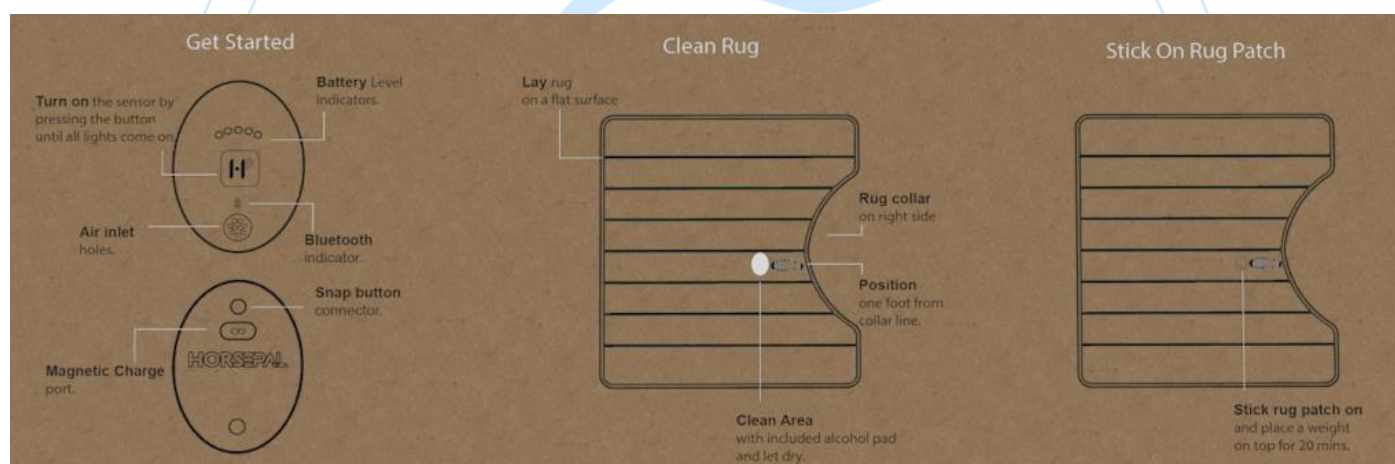 Get Started
Turn on the sensor by
pressing the button
until all lights come on
Battery Level
indicators.
Air inlet
holes.
Bluetooth
indicator.
Snap button
connector.
Magnetic Charge
port.
HORSEPAL
Clean Rug
Lay rug
on a flat surface
Rug collar
on right side
Position
one foot from
collar line.
Clean Area
with included alcohol pad
and let dry.
Stick On Rug Patch
Stick rug patch on
and place a weight
on top for 20 mins.